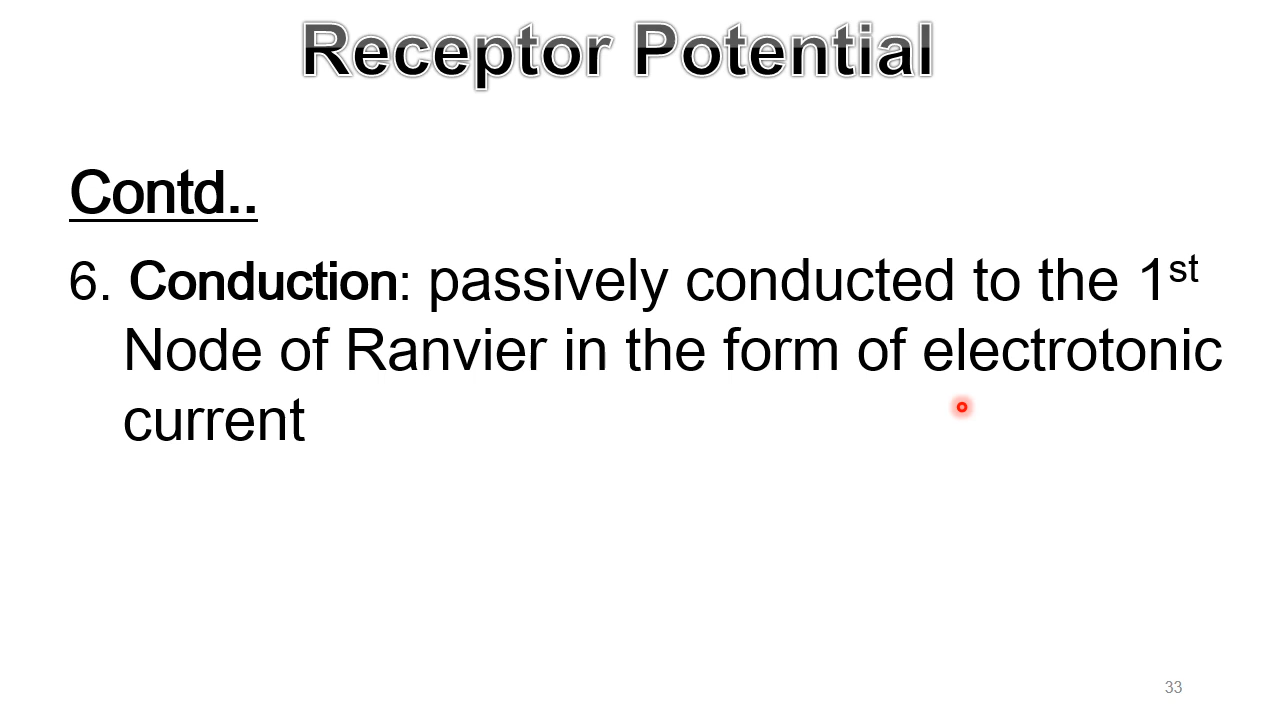 Receptor Potential
Contd..
6. Conduction: passively conducted to the 1st
Node of Ranvier in the form of electrotonic
current
33